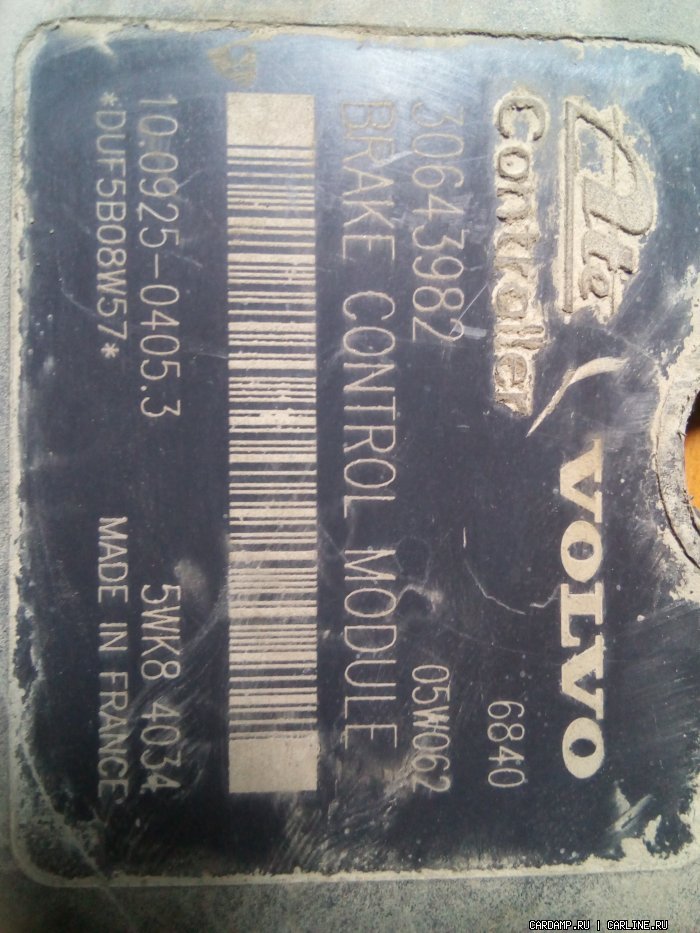 Ate VOLVO
Controller 6840
30643982 05W062
BRAKE CONTROL MODULE
10.0925-0405.3 5WK8 4034
*DUF5B08W57* MADE IN FRANCE
CARDAMP.RU | CARLINE.RU